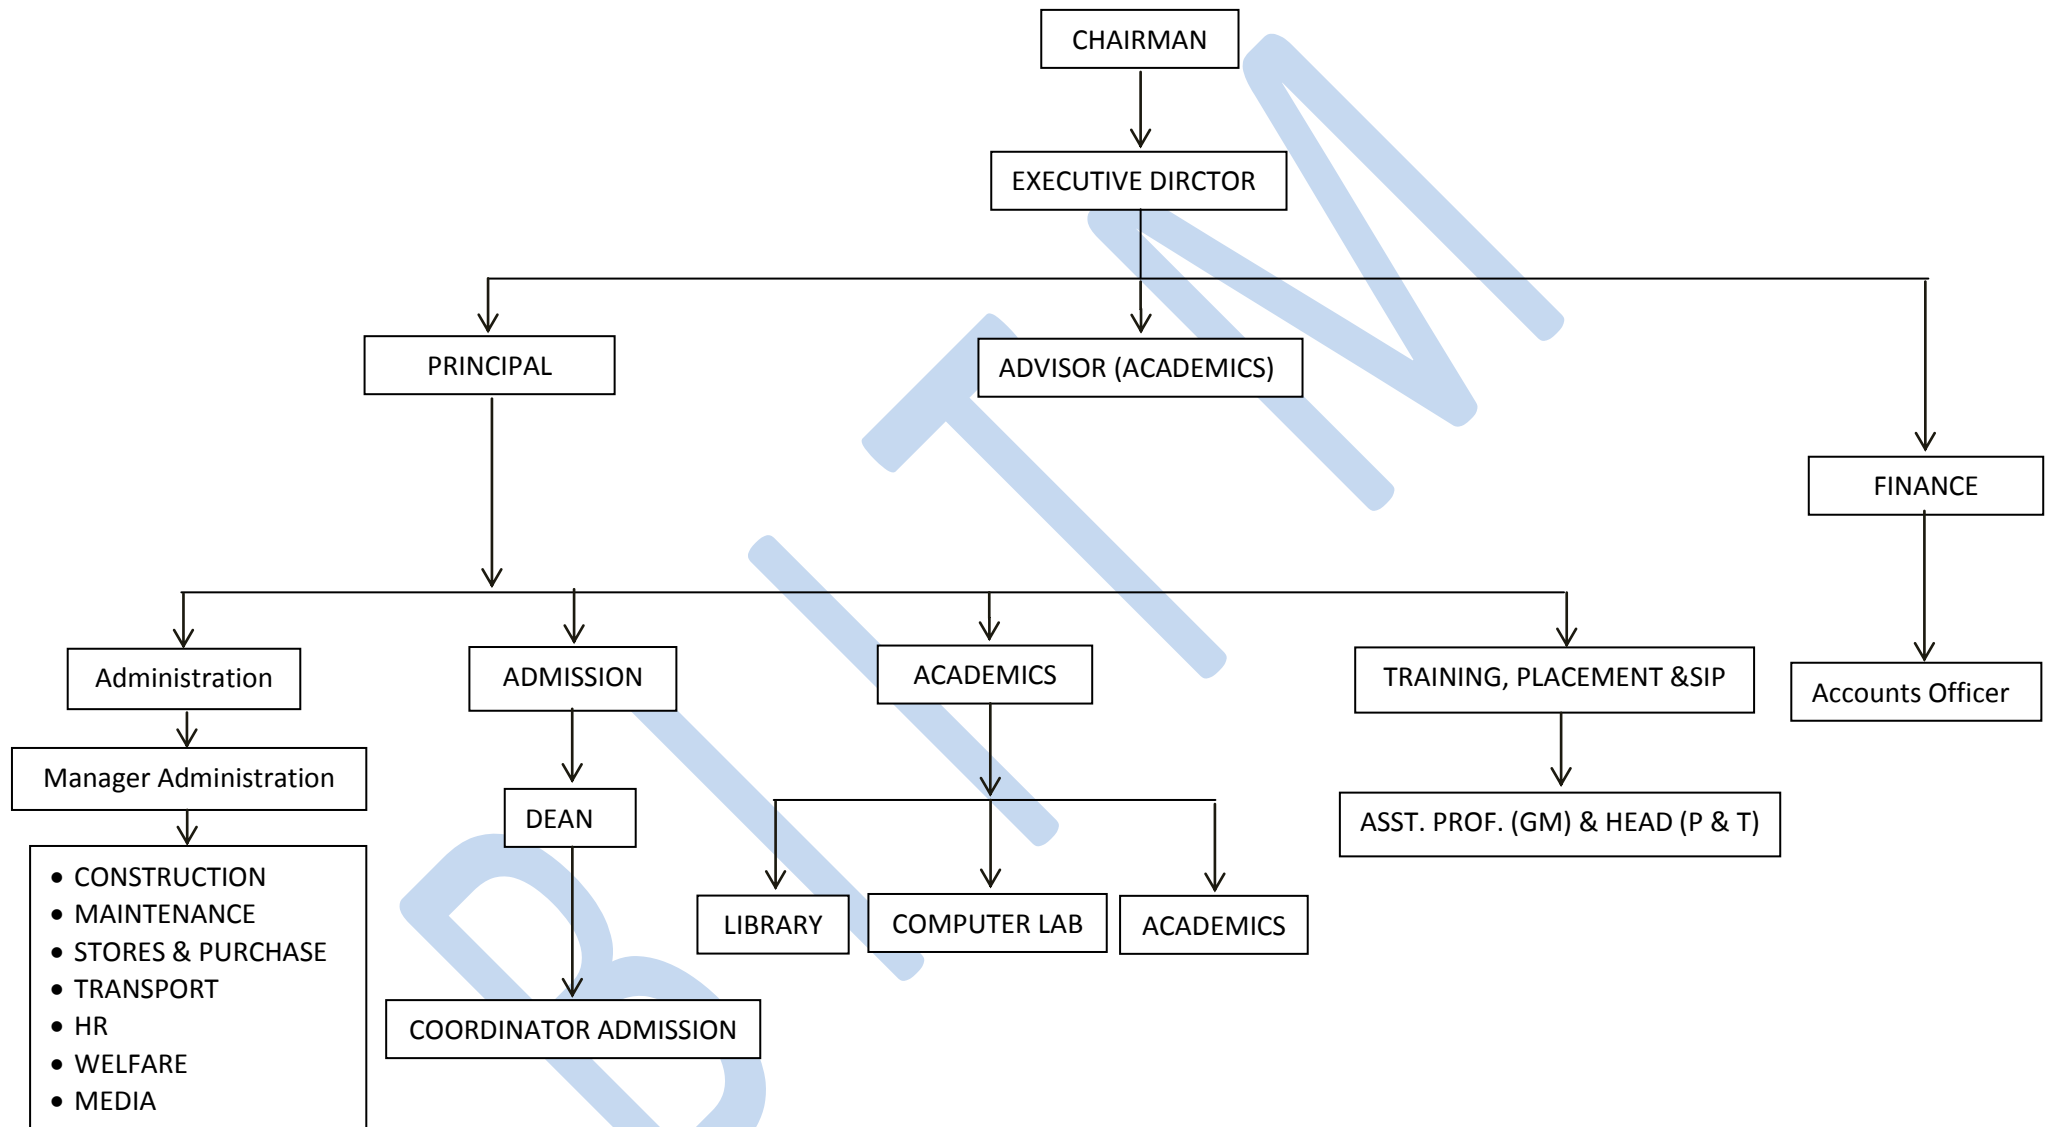 CHAIRMAN
EXECUTIVE DIRCTOR
PRINCIPAL
ADVISOR (ACADEMICS)
FINANCE
Administration
ADMISSION
ACADEMICS
TRAINING, PLACEMENT &SIP
Accounts Officer
Manager Administration
DEAN
ASST. PROF. (GM) & HEAD (P & T)
• CONSTRUCTION
• MAINTENANCE
• STORES & PURCHASE
• TRANSPORT
• HR
• WELFARE
• MEDIA
LIBRARY
COMPUTER LAB
ACADEMICS
COORDINATOR ADMISSION
BIITM